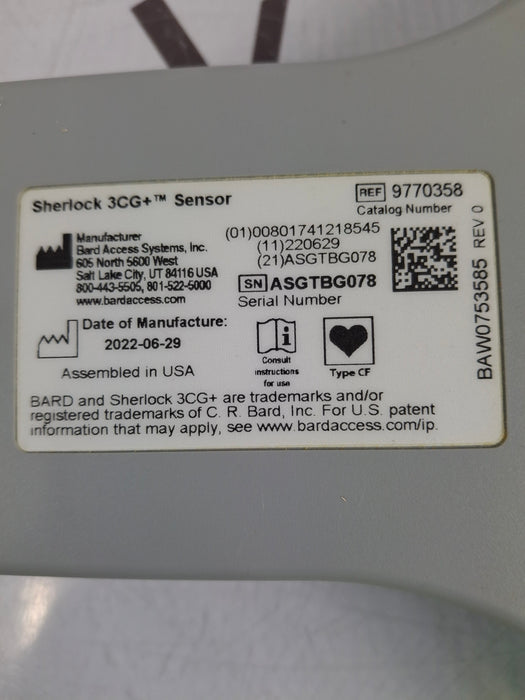 Sherlock 3CG+™ Sensor
REF 9770358
Catalog Number
Manufacturer
Bard Access Systems, Inc.
605 North 5600 West
Salt Lake City, UT 84116 USA
800-443-5505, 801-522-5000
www.bardaccess.com
(01)00801741218545
(11)220629
(21)ASGTBG078
SN ASGTBG078
Serial Number
Date of Manufacture:
2022-06-29
Assembled in USA
Consult
instructions
for use
Type CF
BARD and Sherlock 3CG+ are trademarks and/or
registered trademarks of C. R. Bard, Inc. For U.S. patent
information that may apply, see www.bardaccess.com/ip.
BAW0753585 REV 0